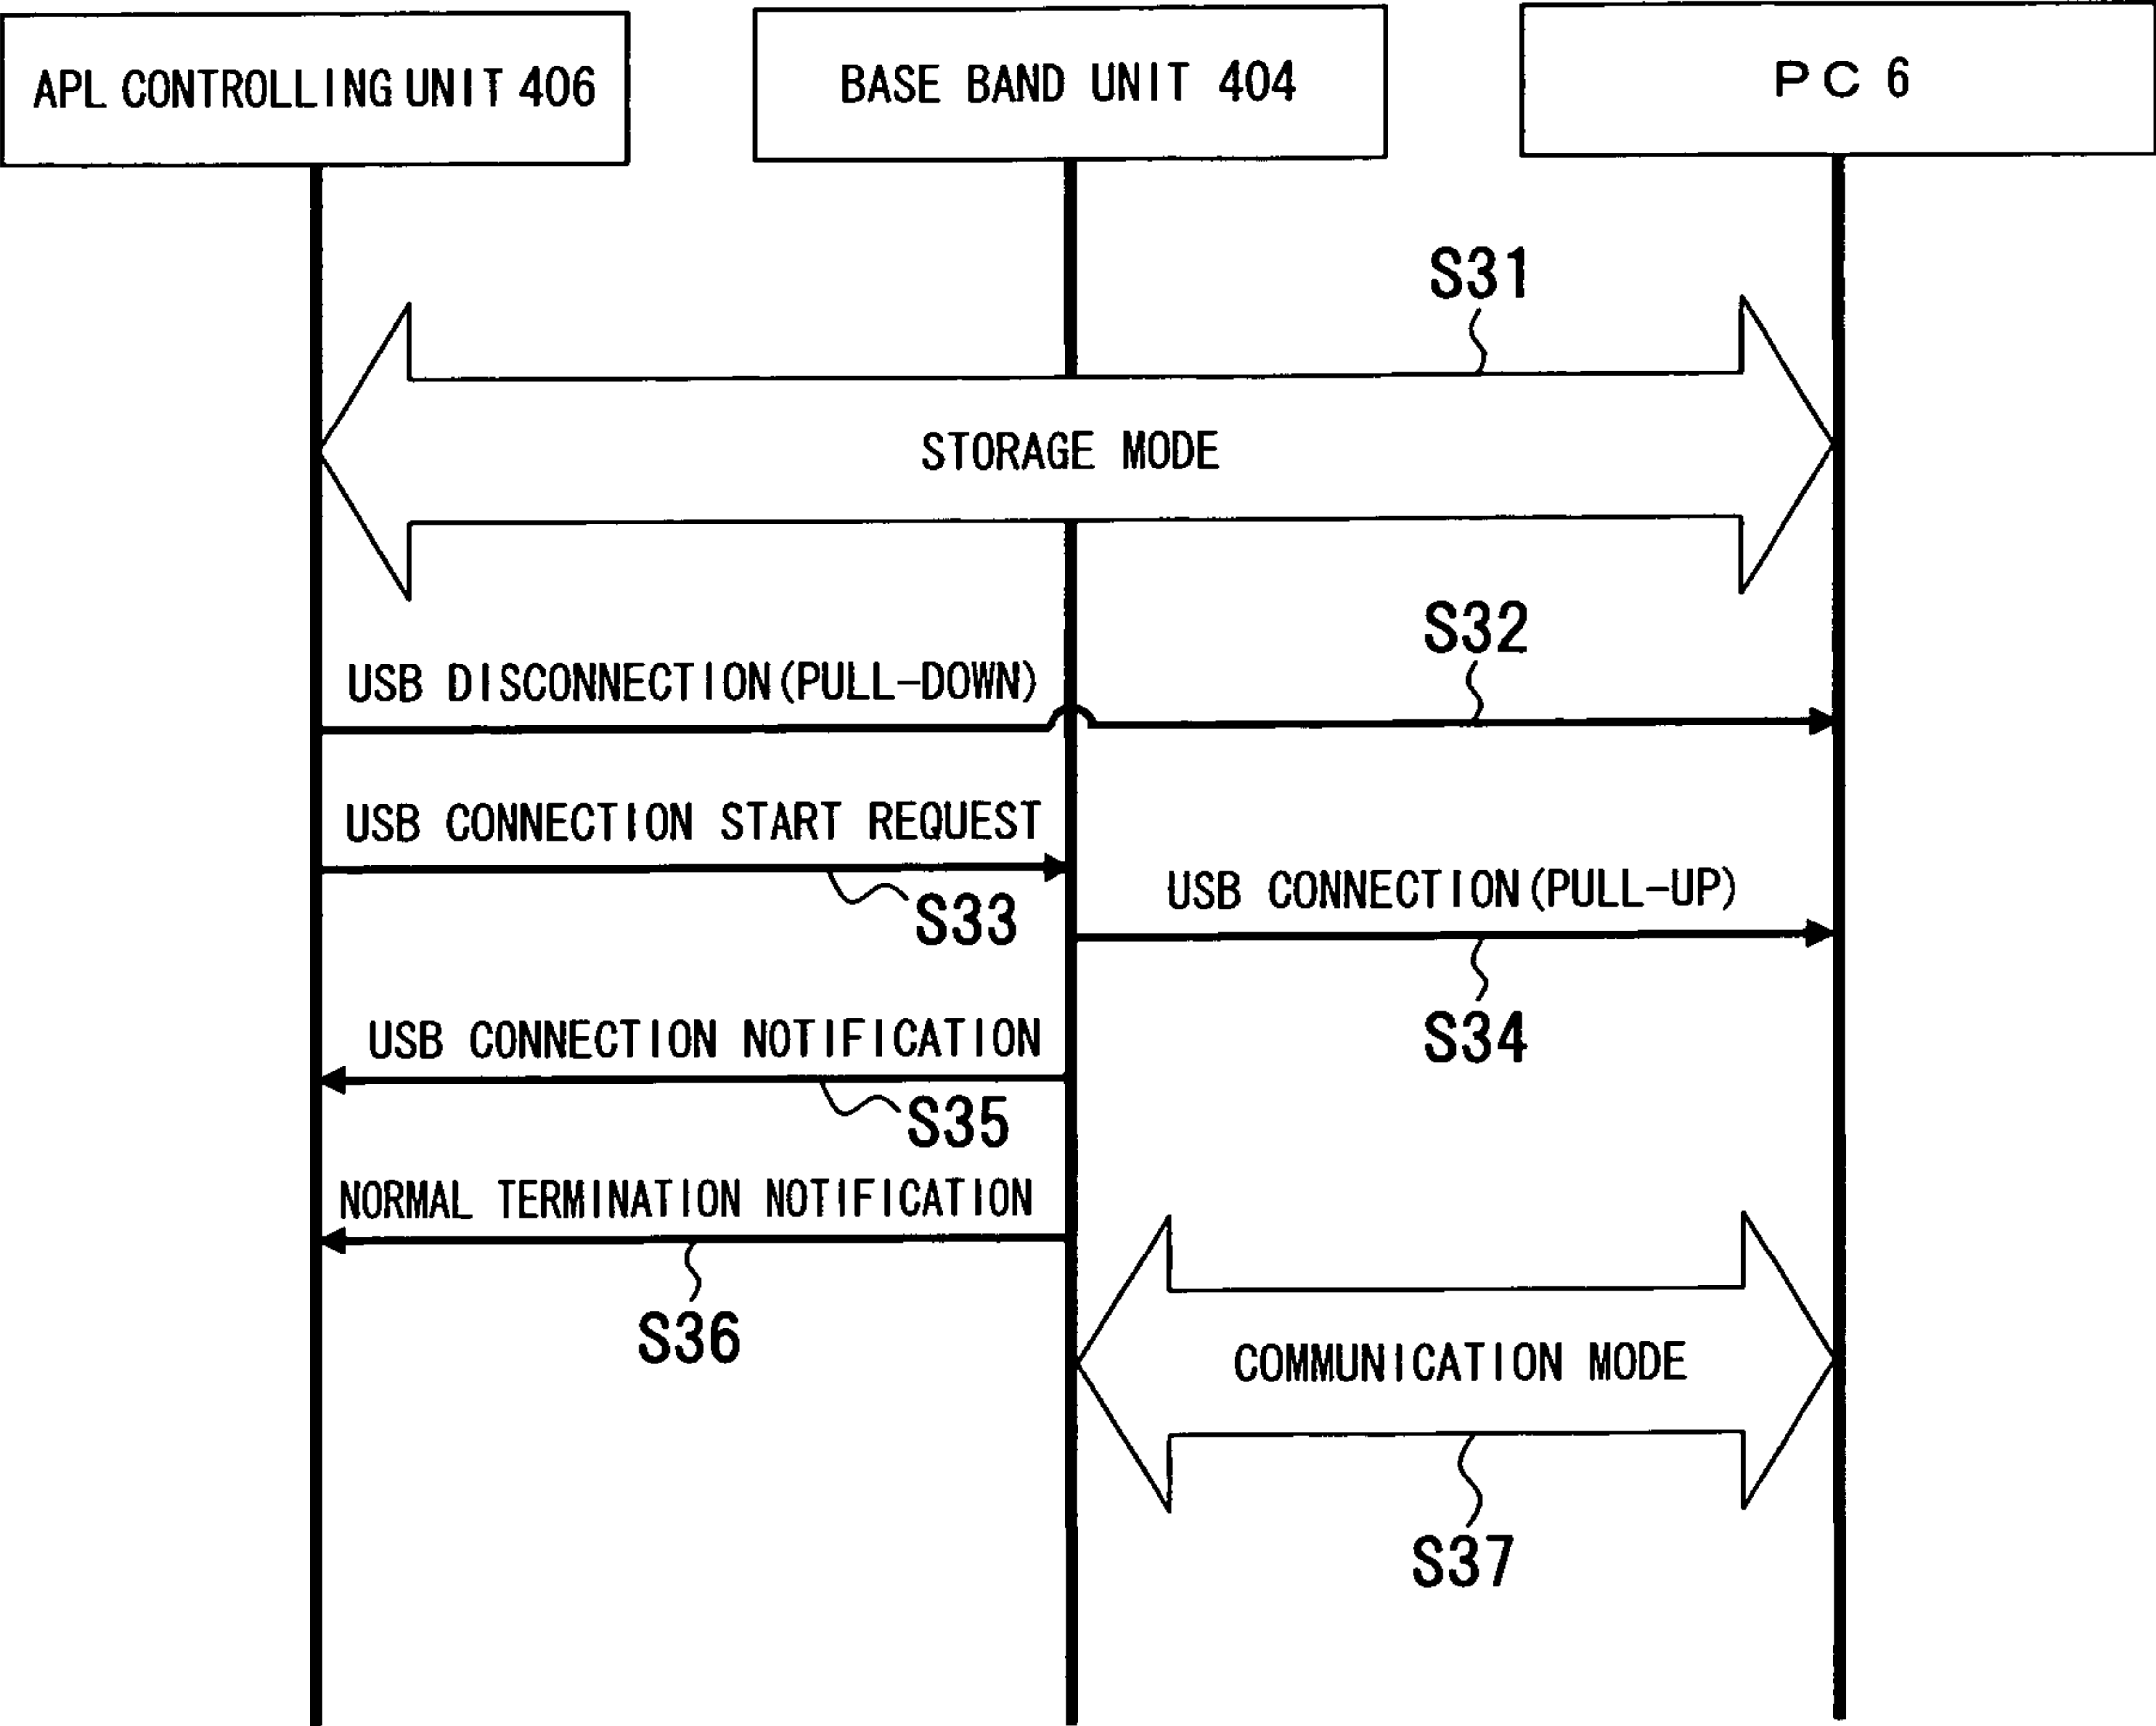 APL CONTROLLING UNIT 406
BASE BAND UNIT 404
PC 6
S31
STORAGE MODE
S32
USB DISCONNECTION(PULL-DOWN)
USB CONNECTION START REQUEST
S33
USB CONNECTION(PULL-UP)
S34
USB CONNECTION NOTIFICATION
S35
NORMAL TERMINATION NOTIFICATION
S36
COMMUNICATION MODE
S37